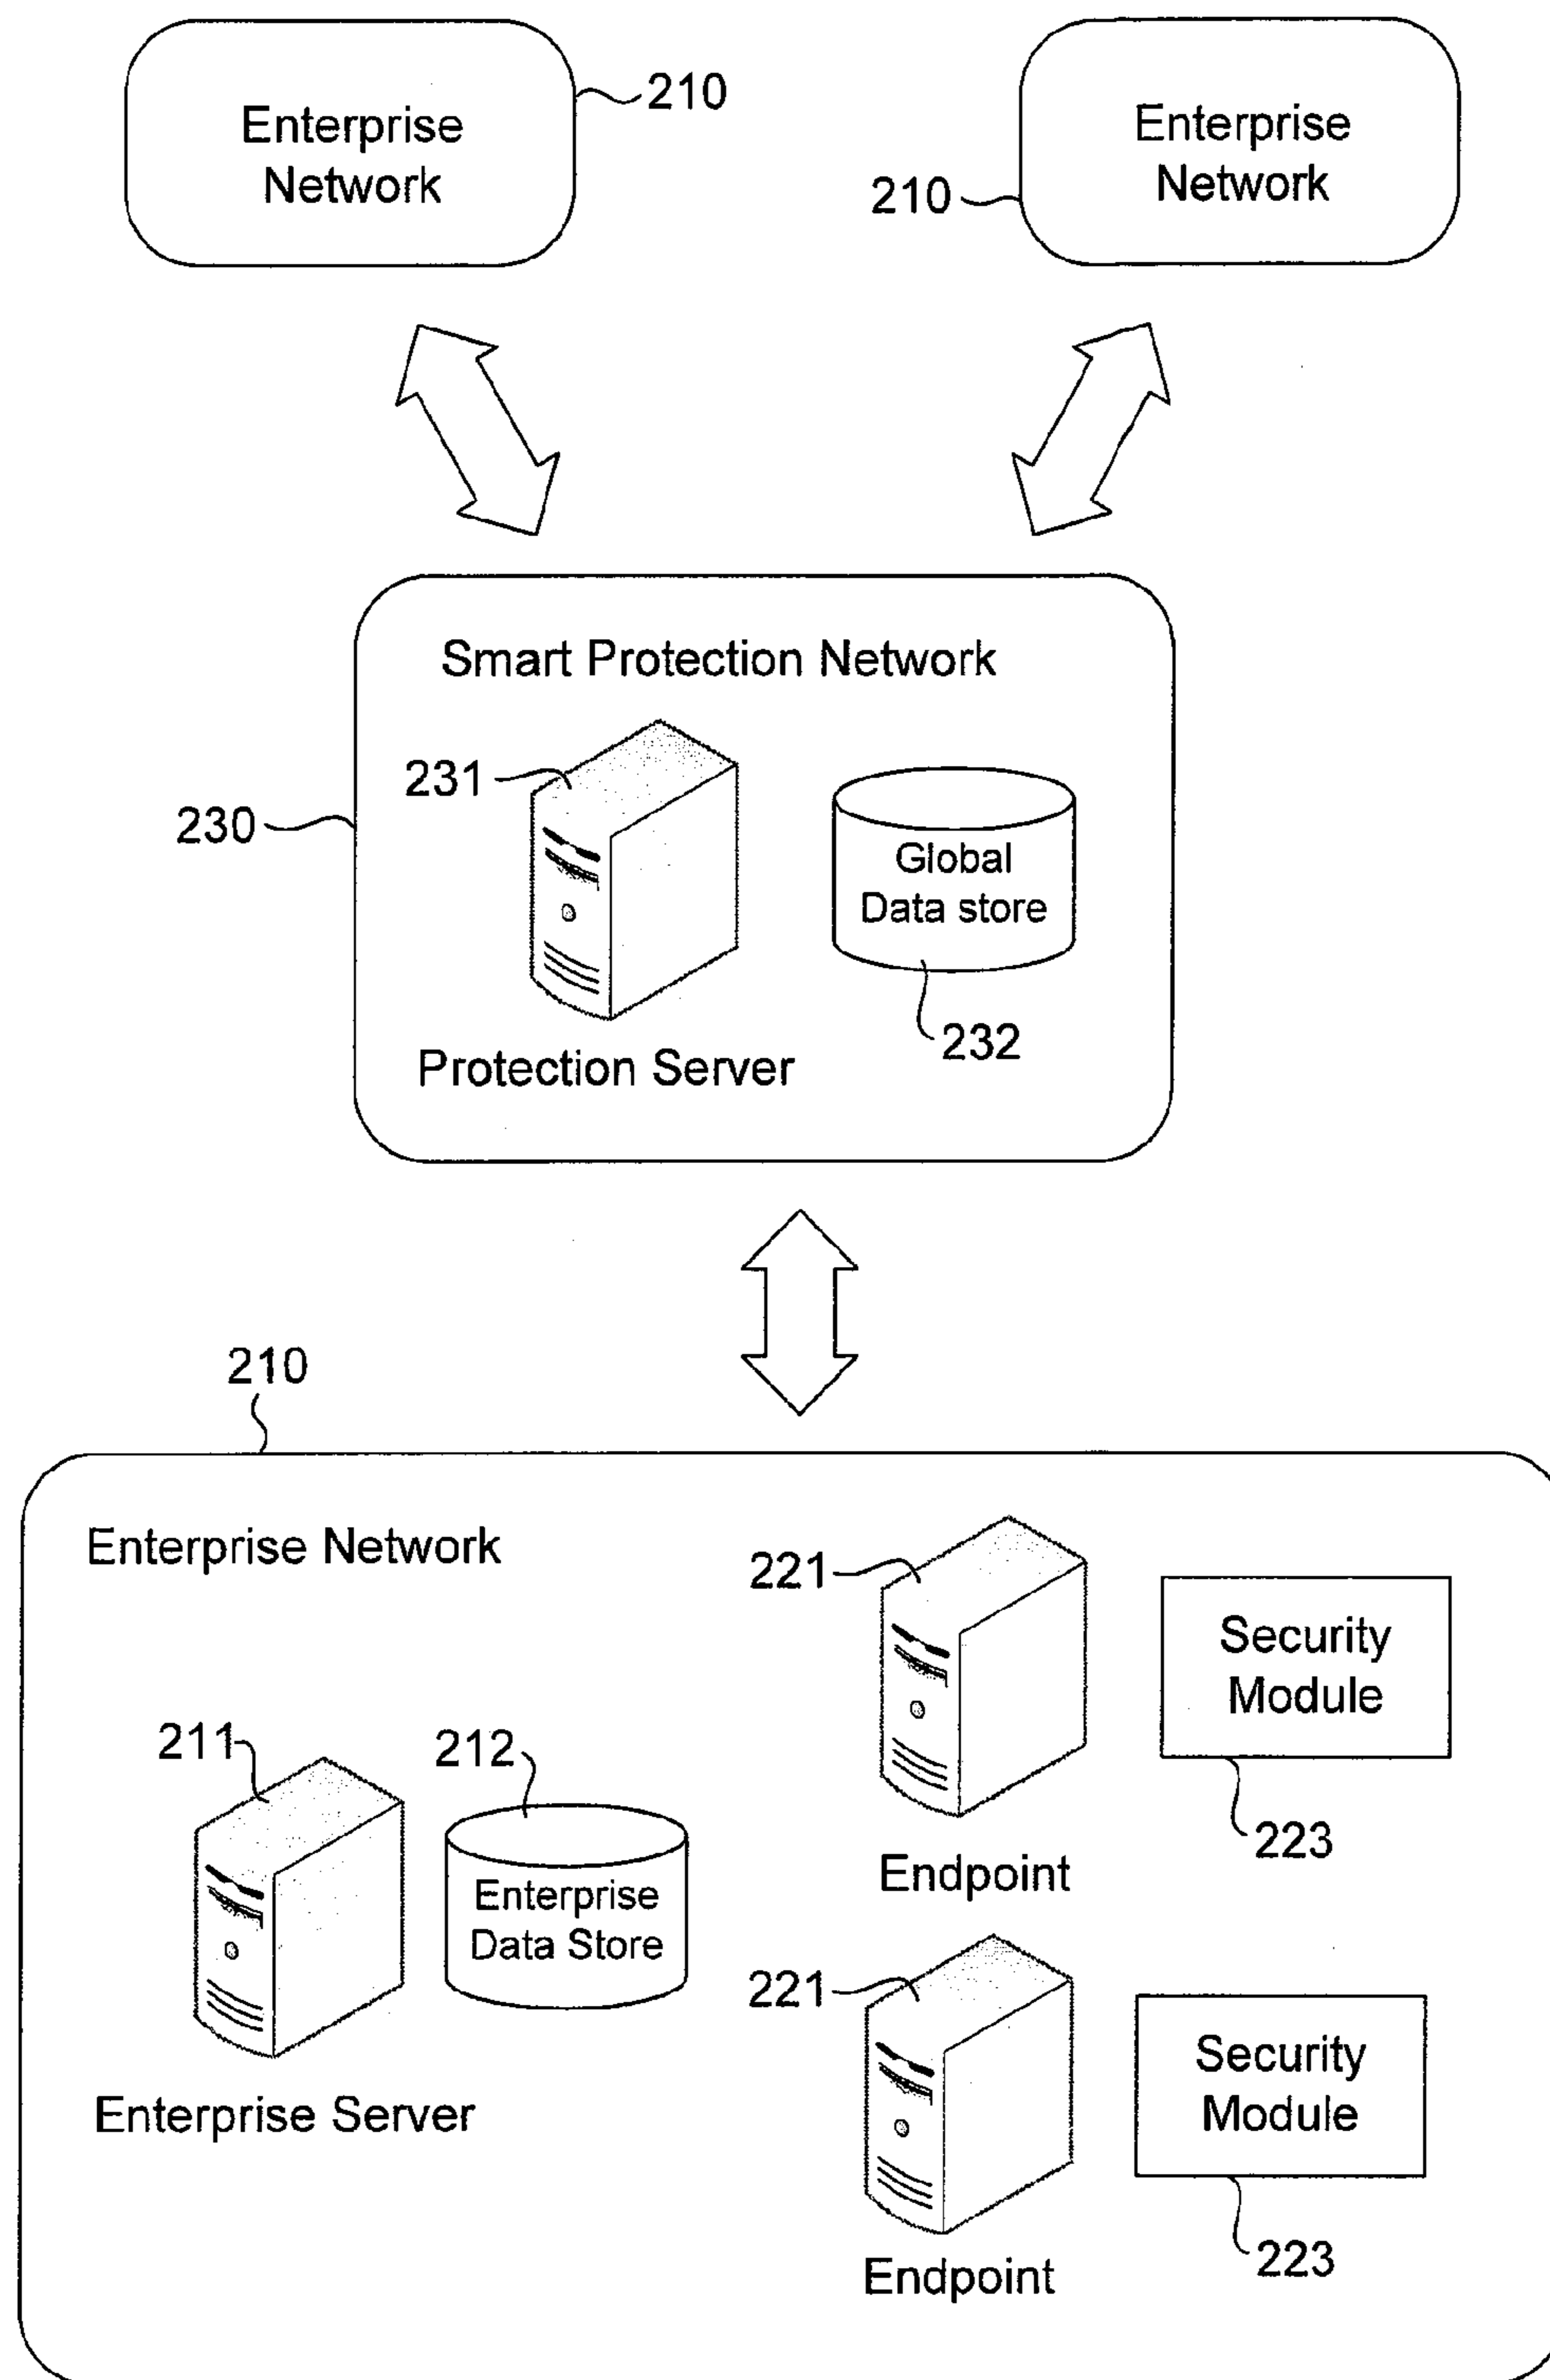 Enterprise
Network
210
Enterprise
Network
210
Smart Protection Network
231
230
Global
Data store
232
Protection Server
210
Enterprise Network
221
Security
Module
223
Endpoint
211
212
Enterprise
Data Store
Enterprise Server
221
Security
Module
223
Endpoint